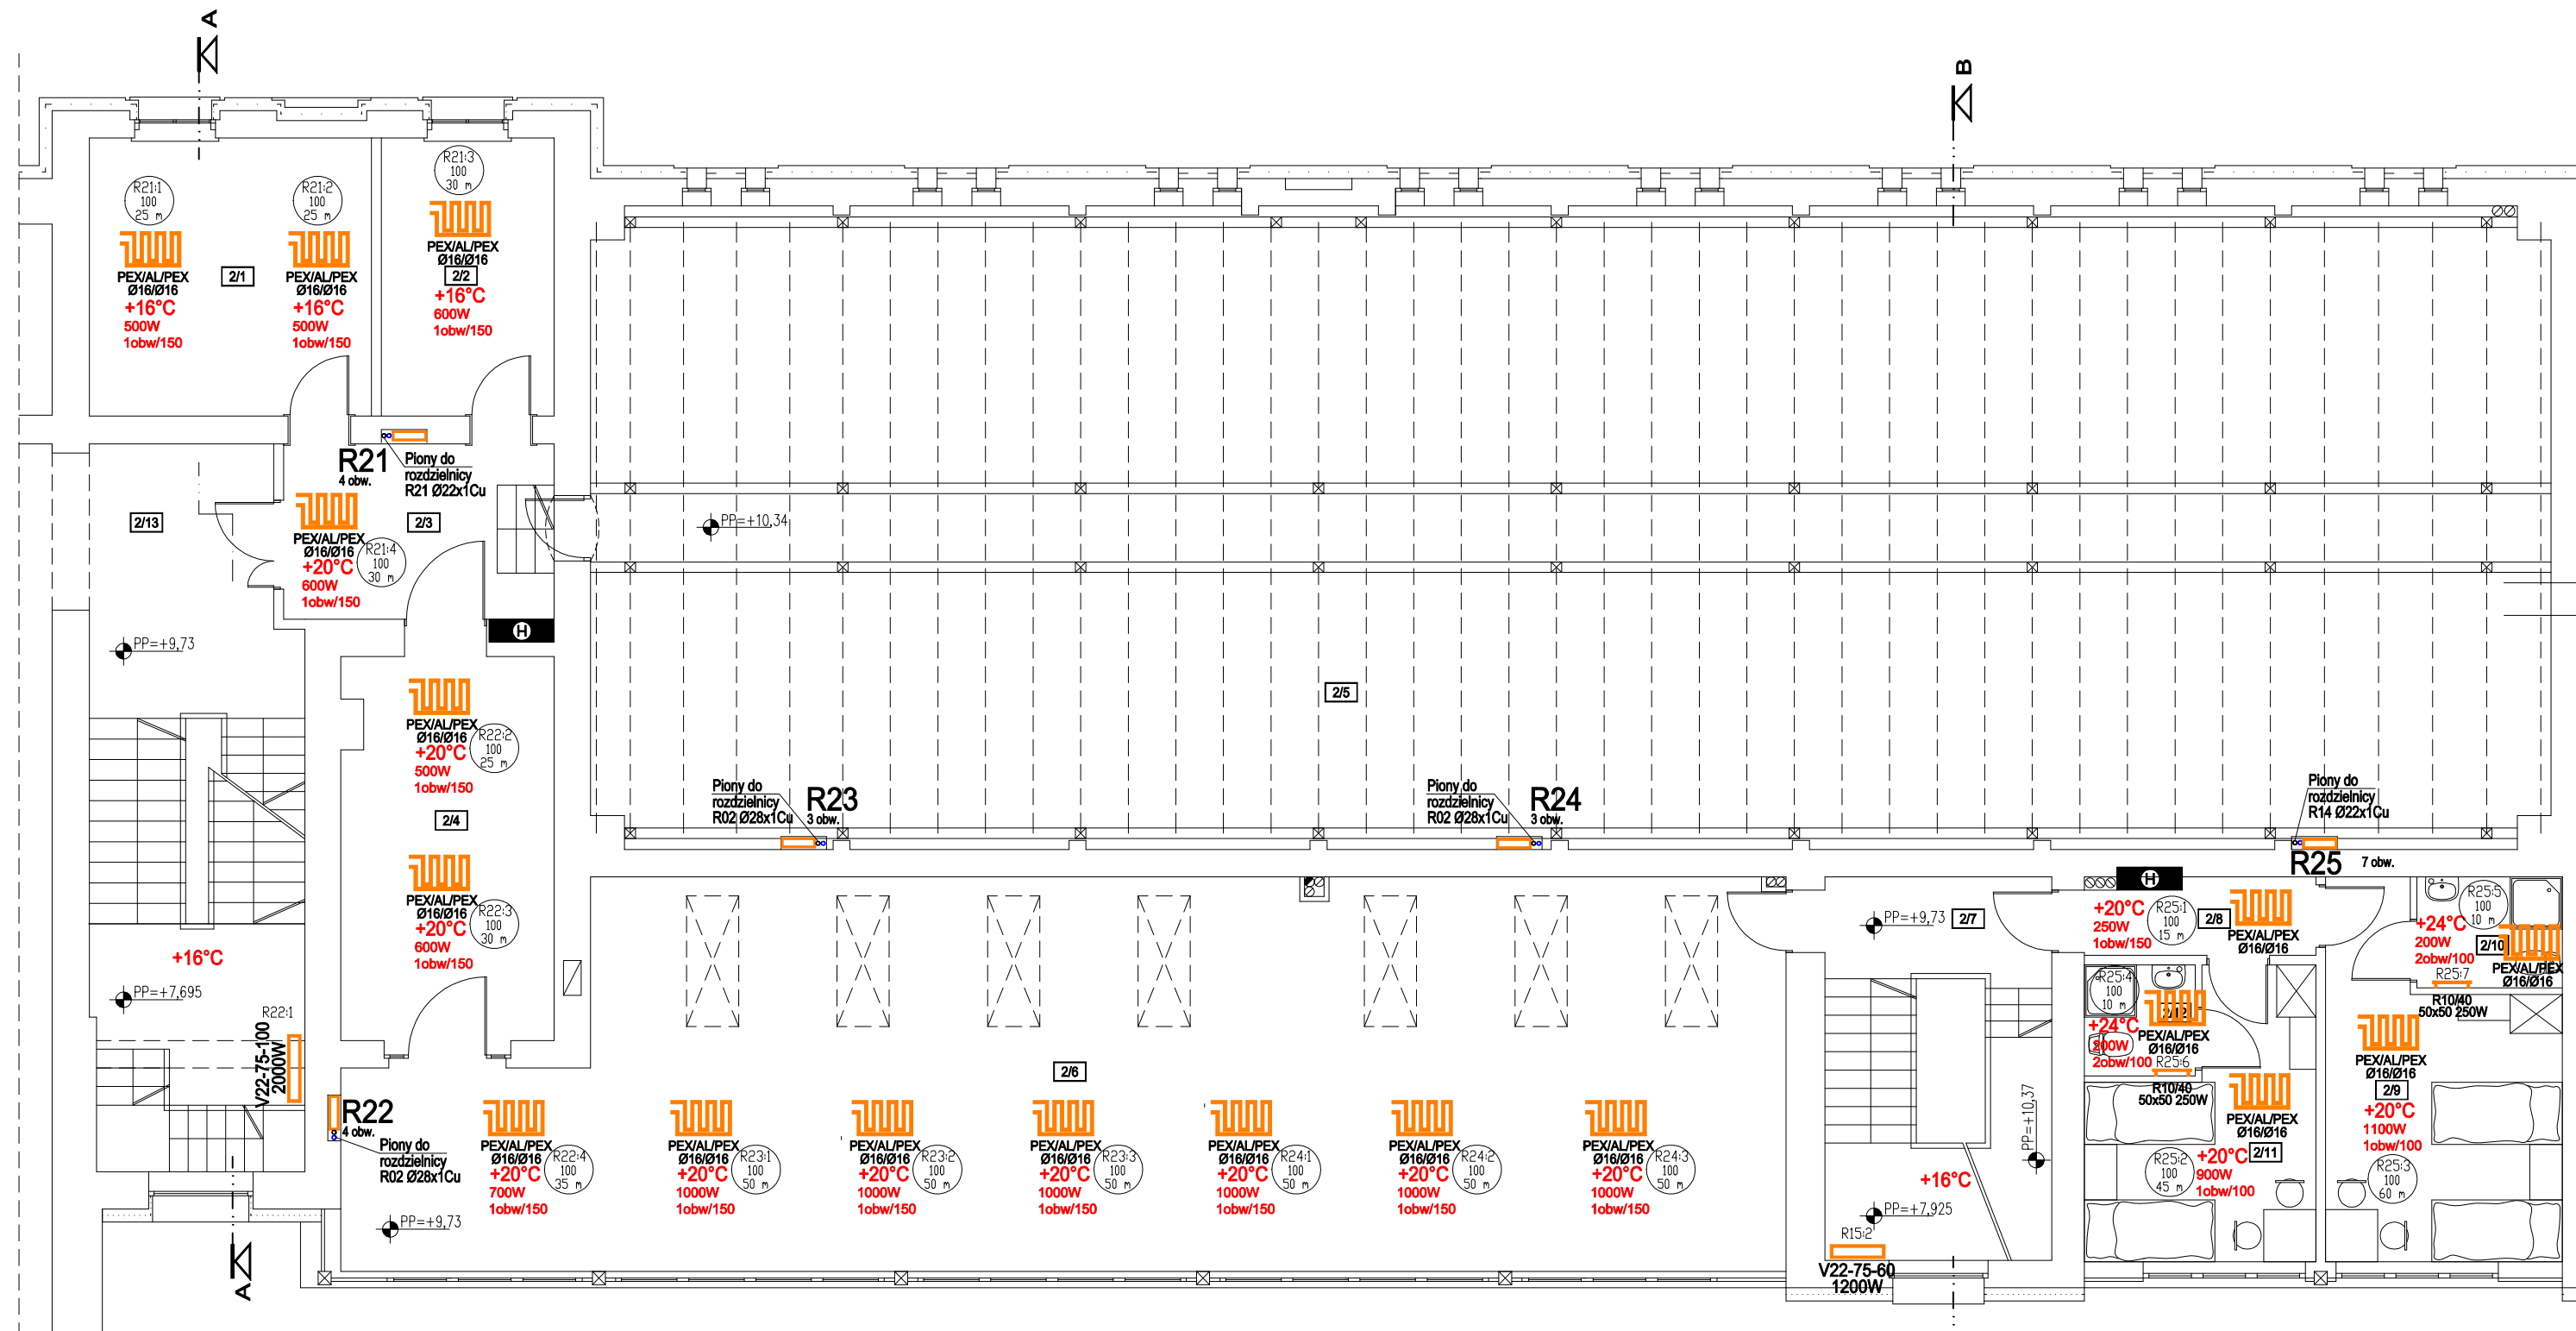 A
B
R21:1
100
25 m
PEX/AL/PEX
Ø16/Ø16
+16°C
500W
1obw/150
2/1
R21:2
100
25 m
PEX/AL/PEX
Ø16/Ø16
+16°C
500W
1obw/150
R21:3
100
30 m
PEX/AL/PEX
Ø16/Ø16
2/2
+16°C
600W
1obw/150
R21
4 obw.
Piony do
rozdzielnicy
R21 Ø22x1Cu
2/13
2/3
PEX/AL/PEX
Ø16/Ø16
+20°C
600W
1obw/150
R21:4
100
30 m
PP=+10,34
PP=+9,73
H
2/5
PEX/AL/PEX
Ø16/Ø16
+20°C
500W
1obw/150
R22:2
100
25 m
2/4
PEX/AL/PEX
Ø16/Ø16
+20°C
600W
1obw/150
R22:3
100
30 m
Piony do
rozdzielnicy
R02 Ø28x1Cu
R23
3 obw.
Piony do
rozdzielnicy
R02 Ø28x1Cu
R24
3 obw.
Piony do
rozdzielnicy
R14 Ø22x1Cu
R25
7 obw.
+16°C
PP=+7,695
R22:1
V22-75-100
2000W
R22
4 obw.
Piony do
rozdzielnicy
R02 Ø28x1Cu
2/6
PEX/AL/PEX
Ø16/Ø16
+20°C
700W
1obw/150
R22:4
100
35 m
PEX/AL/PEX
Ø16/Ø16
+20°C
1000W
1obw/150
R23:1
100
50 m
PEX/AL/PEX
Ø16/Ø16
+20°C
1000W
1obw/150
R23:2
100
50 m
PEX/AL/PEX
Ø16/Ø16
+20°C
1000W
1obw/150
R23:3
100
50 m
PEX/AL/PEX
Ø16/Ø16
+20°C
1000W
1obw/150
R24:1
100
50 m
PEX/AL/PEX
Ø16/Ø16
+20°C
1000W
1obw/150
R24:2
100
50 m
PEX/AL/PEX
Ø16/Ø16
+20°C
1000W
1obw/150
R24:3
100
50 m
PP=+9,73
A
PP=+9,73
2/7
PP=+10,37
+16°C
PP=+7,925
R15:2
V22-75-60
1200W
H
+20°C
250W
1obw/150
R25:1
100
15 m
2/8
PEX/AL/PEX
Ø16/Ø16
R25:4
100
10 m
+24°C
200W
2obw/100
PEX/AL/PEX
Ø16/Ø16
R25:6
R10/40
50x50 250W
PEX/AL/PEX
Ø16/Ø16
2/11
+20°C
900W
1obw/100
R25:2
100
45 m
R25:5
100
10 m
+24°C
200W
2obw/100
2/10
PEX/AL/PEX
Ø16/Ø16
R25:7
R10/40
50x50 250W
PEX/AL/PEX
Ø16/Ø16
2/9
+20°C
1100W
1obw/100
R25:3
100
60 m